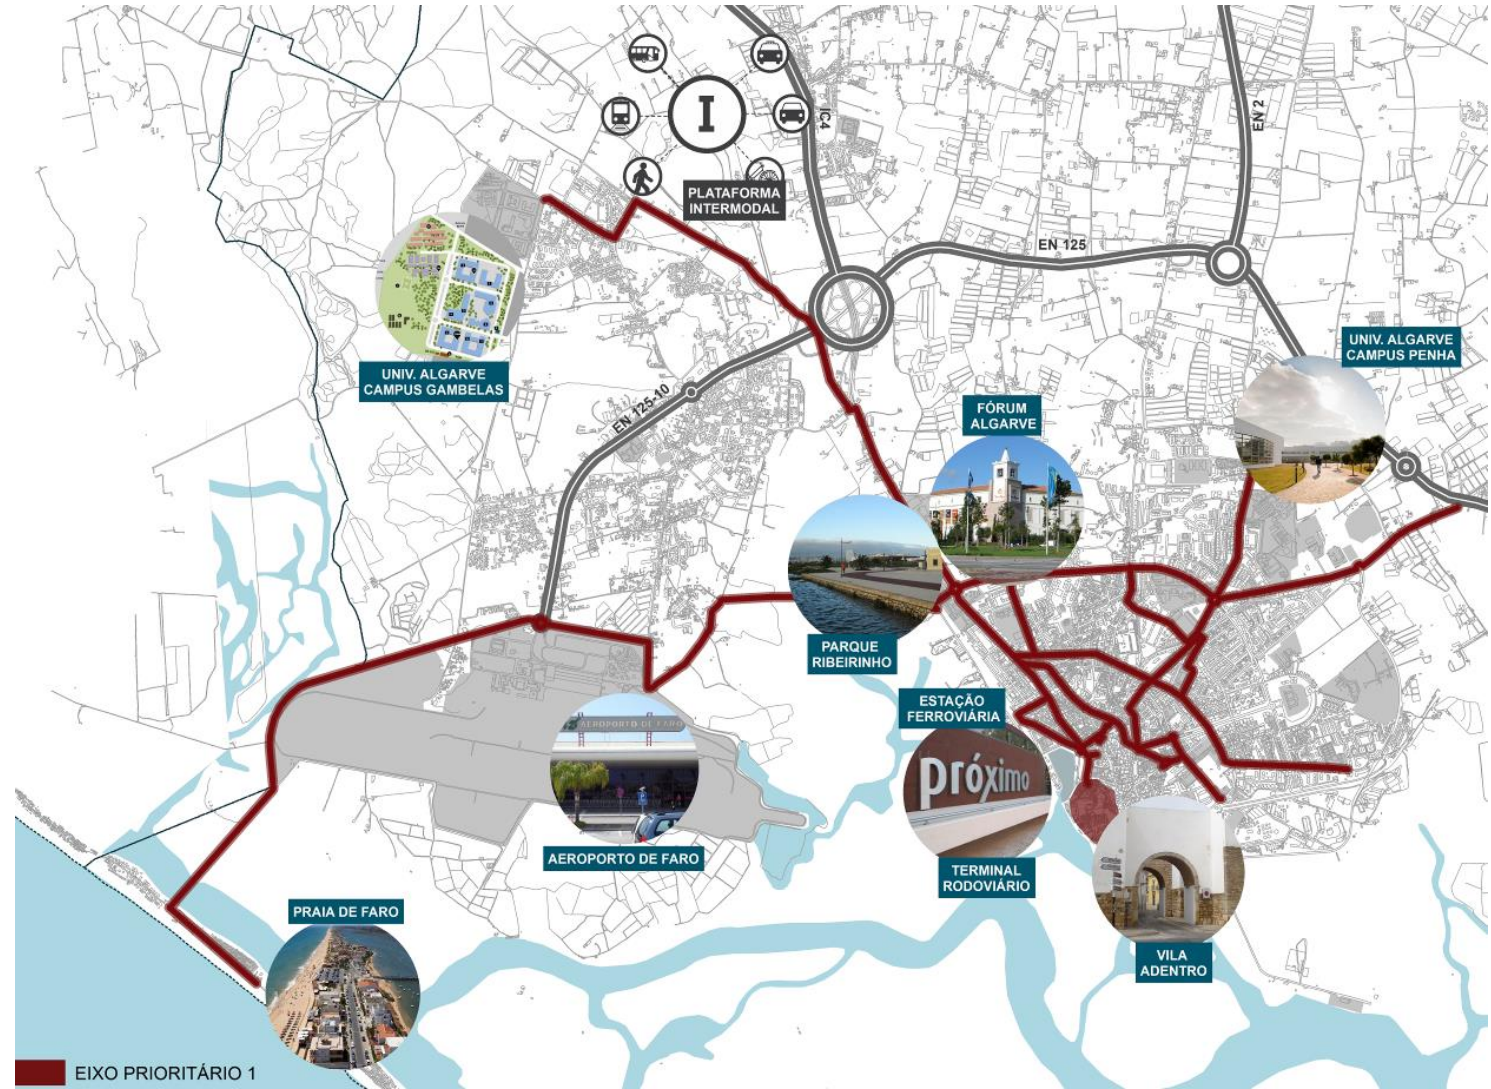 I
IC4
EN 2
PLATAFORMA
INTERMODAL
EN 125
UNIV. ALGARVE
CAMPUS PENHA
UNIV. ALGARVE
CAMPUS GAMBELAS
EN 125-10
FÓRUM
ALGARVE
PARQUE
RIBEIRINHO
ESTAÇÃO
FERROVIÁRIA
AEROPORTO DE FARO
próximo
AEROPORTO DE FARO
TERMINAL
RODOVIÁRIO
PRAIA DE FARO
VILA
ADENTRO
EIXO PRIORITÁRIO 1